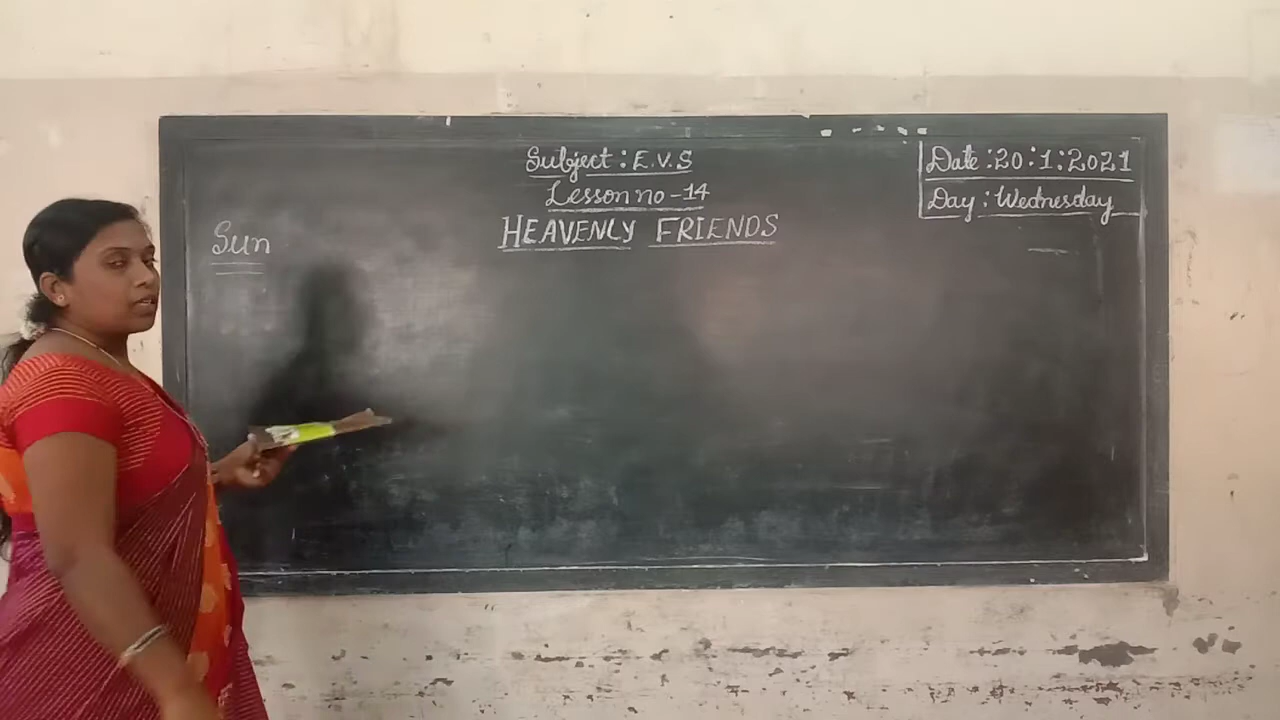 Subject : E.V.S
Lesson no - 14
HEAVENLY FRIENDS
Date : 20 : 1 : 2021
Day : Wednesday
Sun